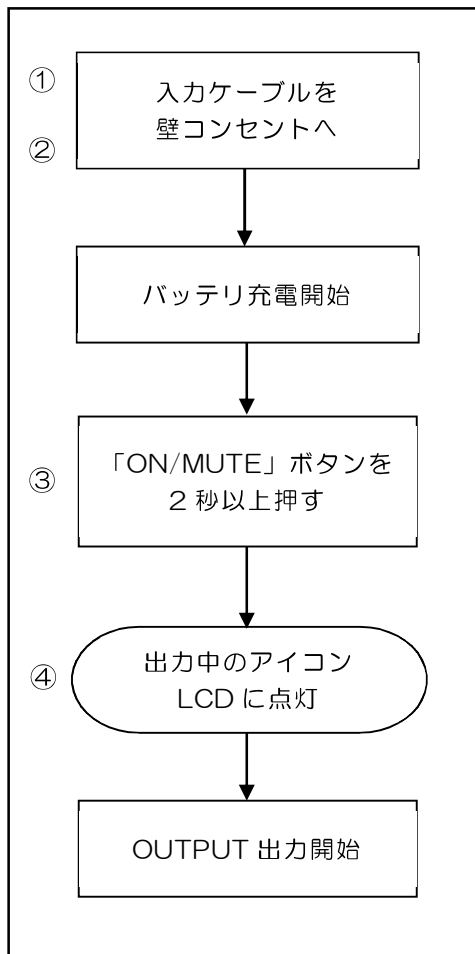 ①
入力ケーブルを
②
壁コンセントへ
バッテリ充電開始
「ON/MUTE」ボタンを
③
2 秒以上押す
出力中のアイコン
④
LCD に点灯
OUTPUT 出力開始